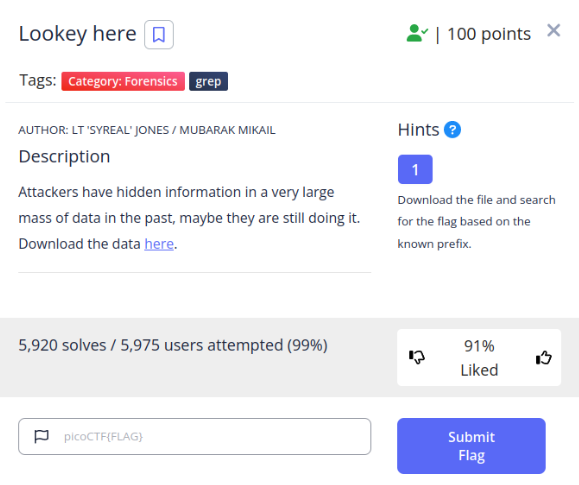 Lookey here
| 100 points
Tags: Category: Forensics grep
AUTHOR: LT 'SYREAL' JONES / MUBARAK MIKAIL
Description
Attackers have hidden information in a very large
mass of data in the past, maybe they are still doing it.
Download the data here.
Hints ?
1
Download the file and search
for the flag based on the
known prefix.
5,920 solves / 5,975 users attempted (99%)
91%
Liked
picoCTF{FLAG}
Submit
Flag